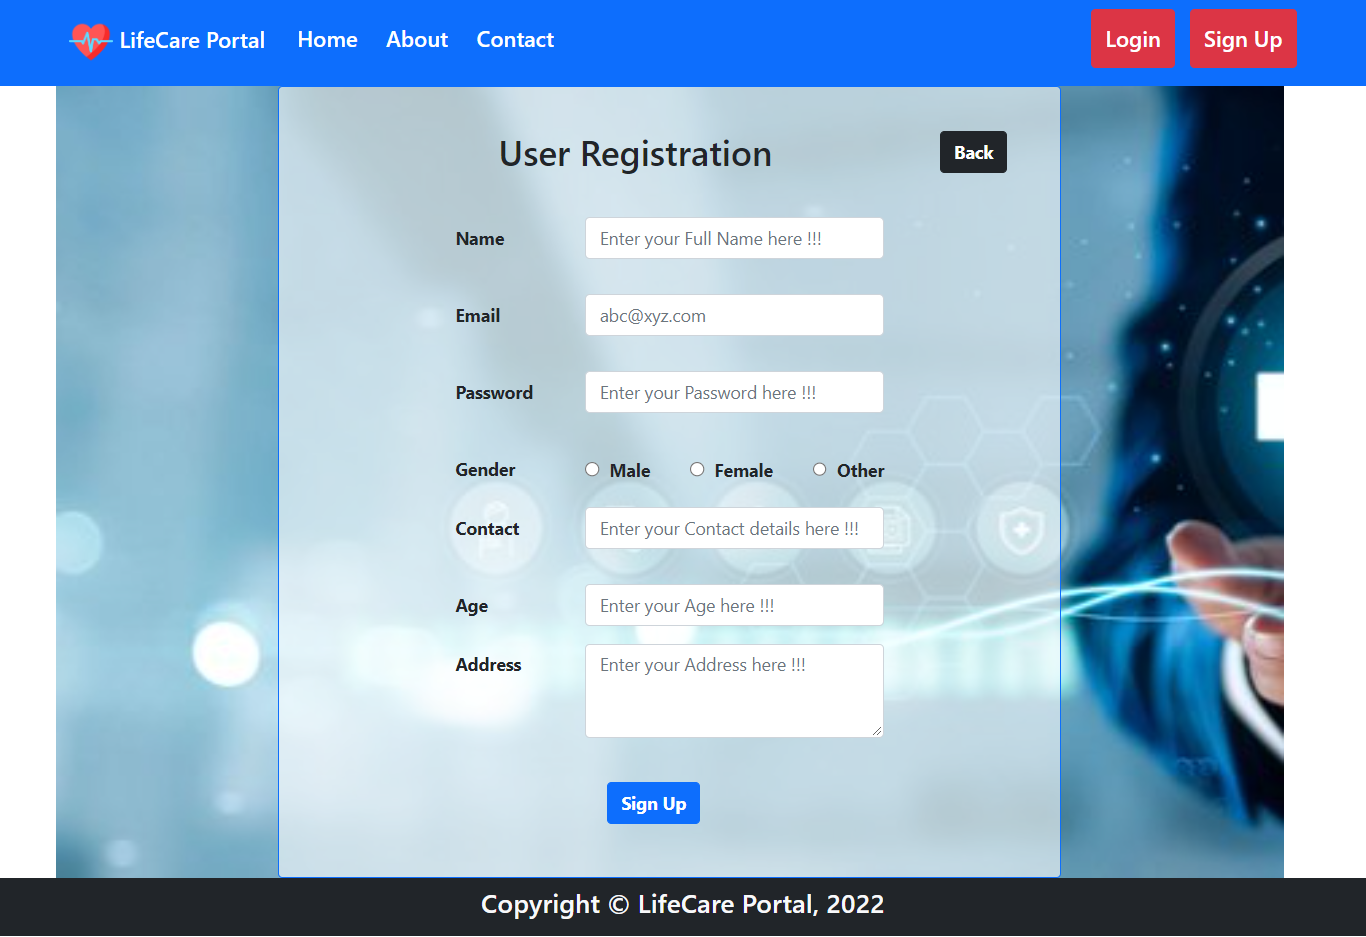 LifeCare Portal Home About Contact Login Sign Up
User Registration Back
Name Enter your Full Name here !!!
Email abc@xyz.com
Password Enter your Password here !!!
Gender Male Female Other
Contact Enter your Contact details here !!!
Age Enter your Age here !!!
Address Enter your Address here !!!
Sign Up
Copyright © LifeCare Portal, 2022